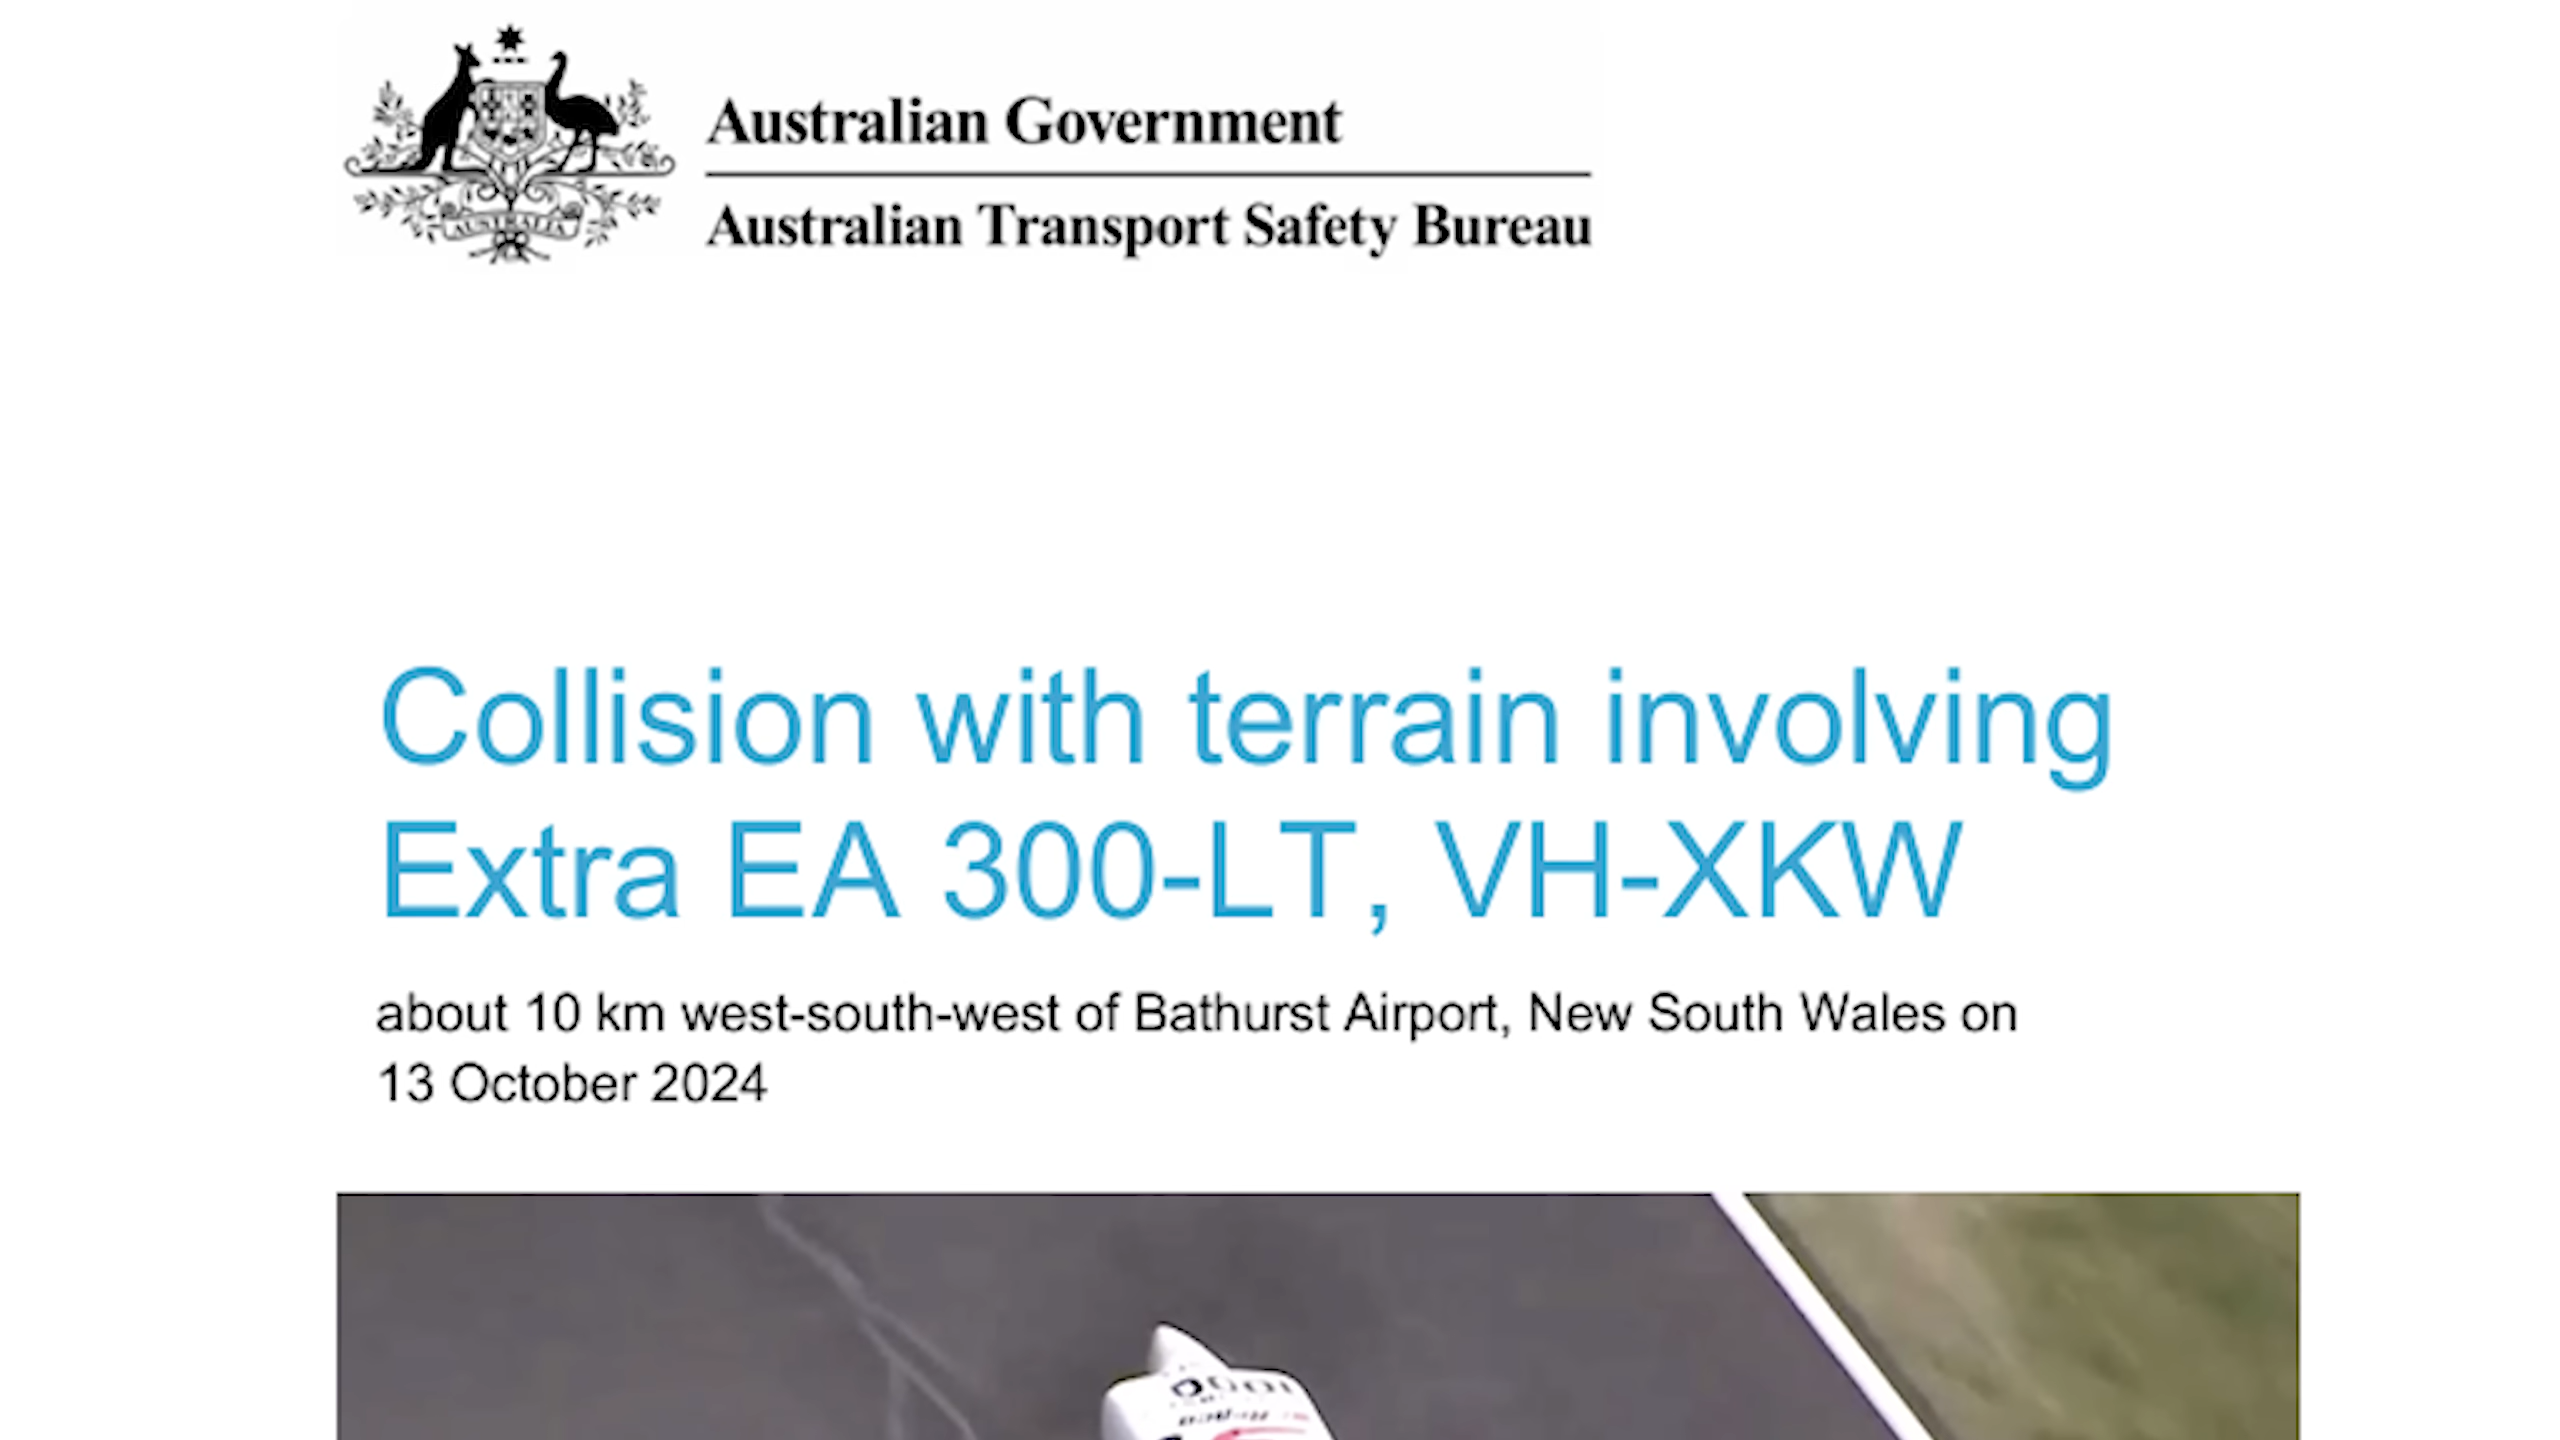 AUSTRALIA
Australian Government
Australian Transport Safety Bureau
Collision with terrain involving
Extra EA 300-LT, VH-XKW
about 10 km west-south-west of Bathurst Airport, New South Wales on
13 October 2024